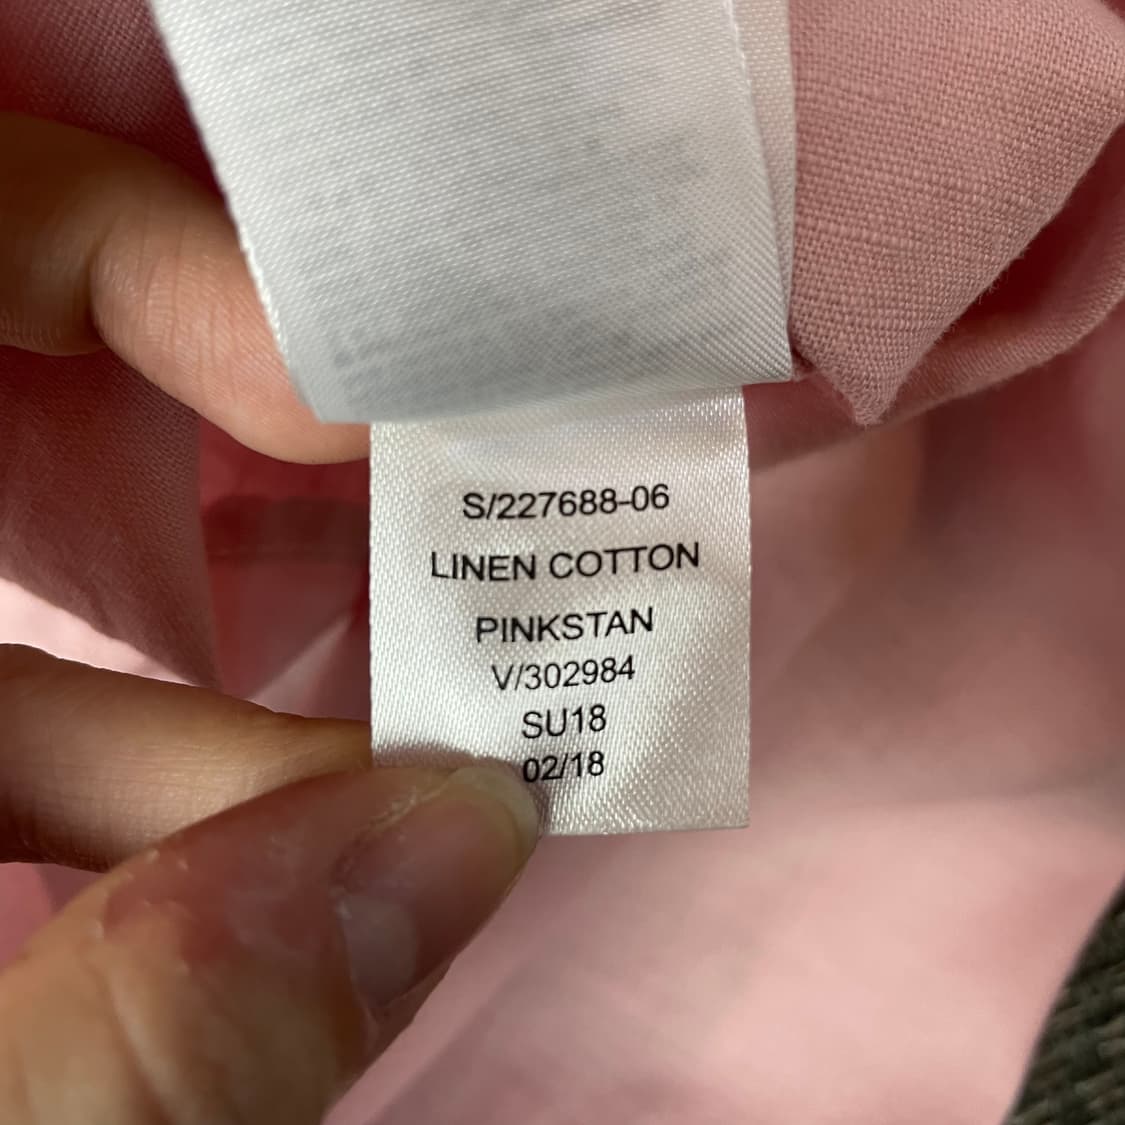 S/227688-06
LINEN COTTON
PINKSTAN
V/302984
SU18
02/18